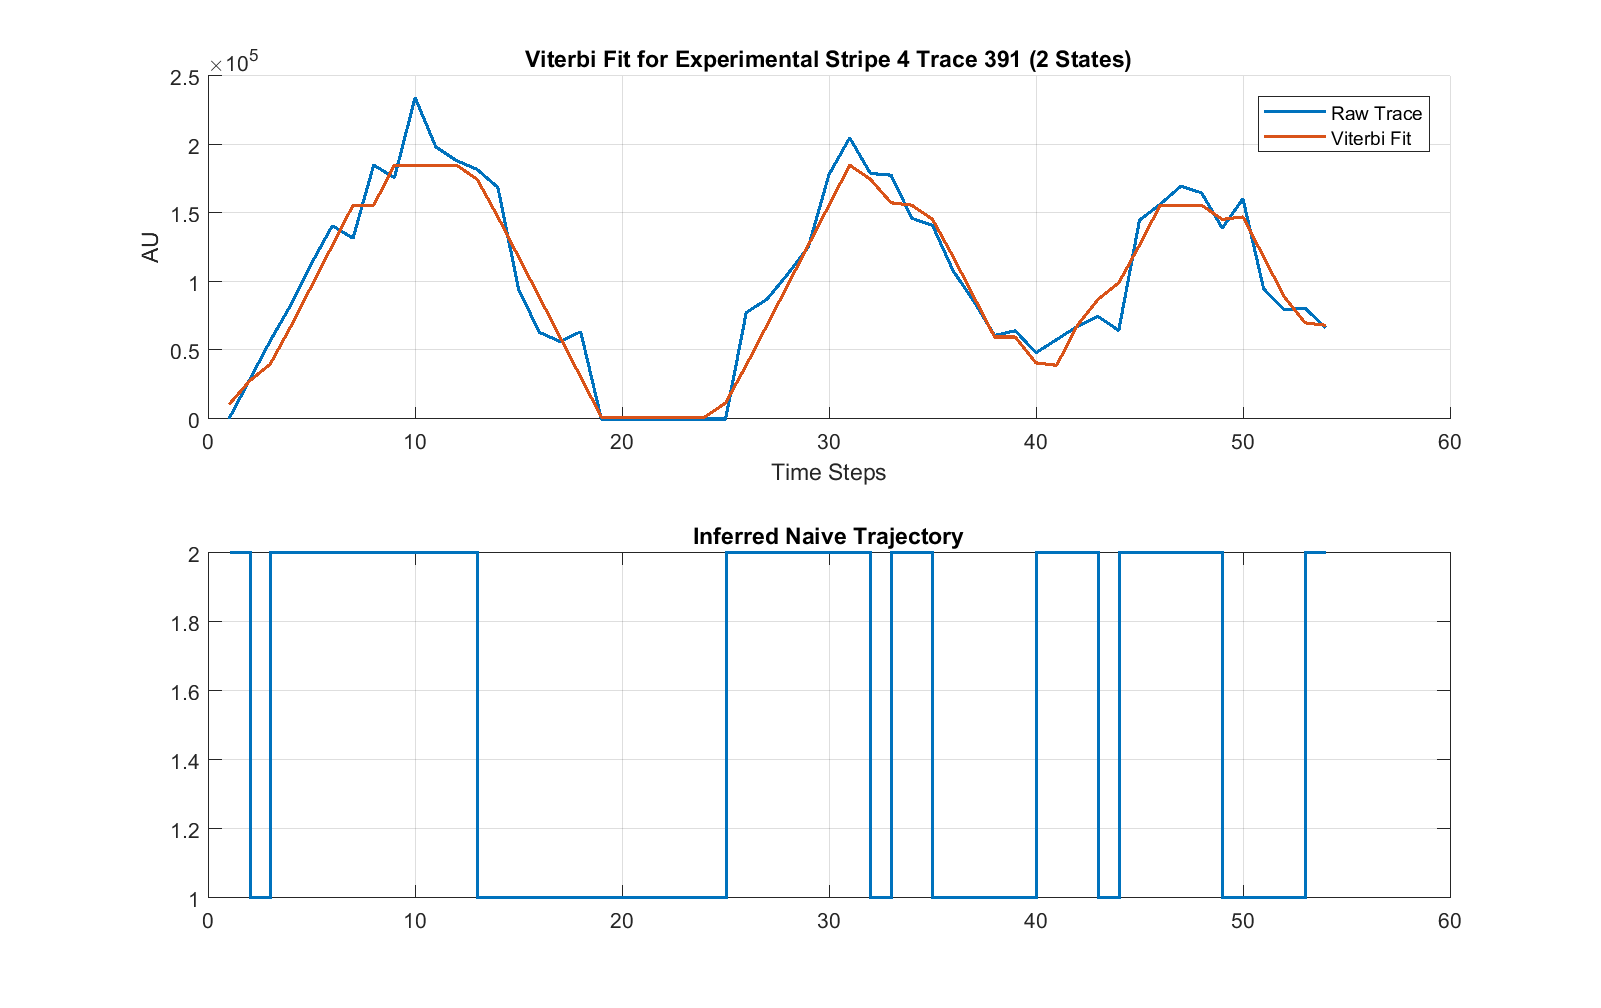 Viterbi Fit for Experimental Stripe 4 Trace 391 (2 States)
×10^5
2.5
2
1.5
1
0.5
0
AU
Raw Trace
Viterbi Fit
0 10 20 30 40 50 60
Time Steps
Inferred Naive Trajectory
2
1.8
1.6
1.4
1.2
1
0 10 20 30 40 50 60